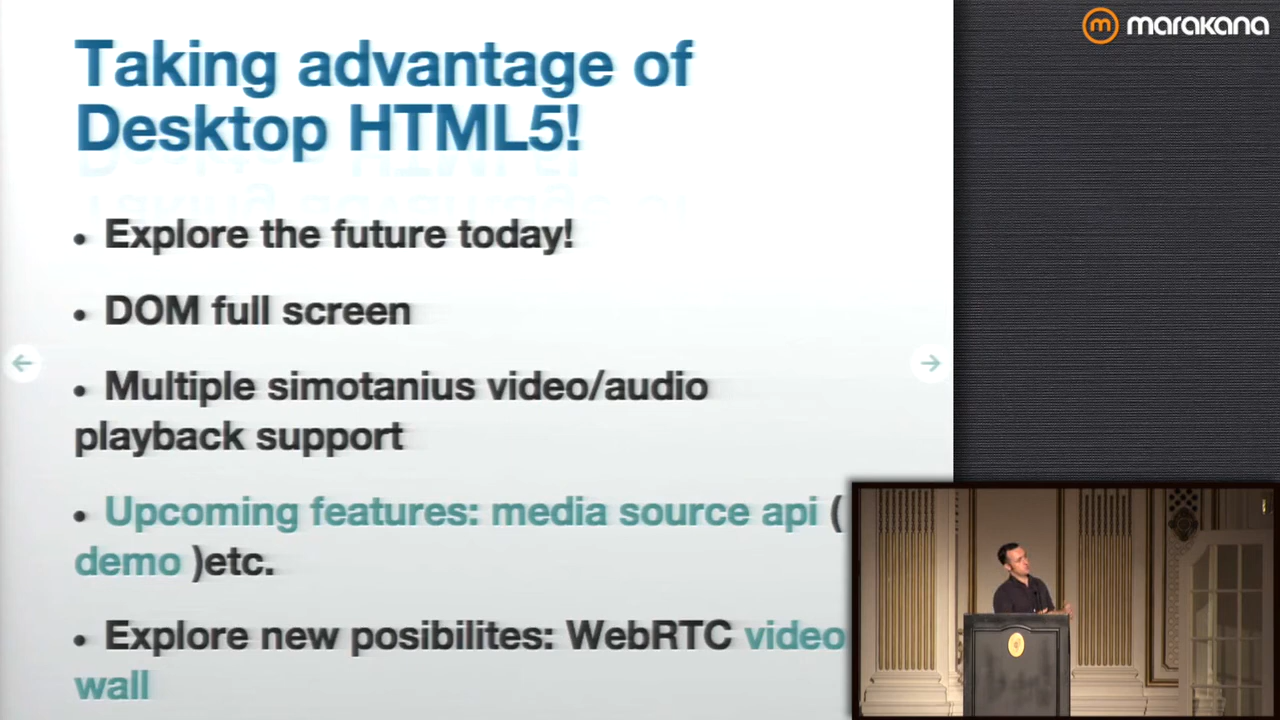 marakana
Taking advantage of
Desktop HTML5!
• Explore the future today!
• DOM full screen
• Multiple simotanius video/audio
playback support
• Upcoming features: media source api (
demo )etc.
• Explore new posibilites: WebRTC video
wall